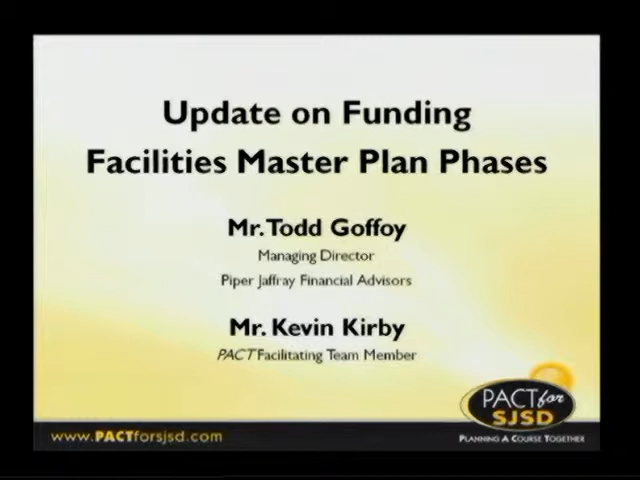 Update on Funding
Facilities Master Plan Phases
Mr. Todd Goffoy
Managing Director
Piper Jaffray Financial Advisors
Mr. Kevin Kirby
PACT Facilitating Team Member
PACT for
SJSD
www.PACTforsjsd.com
PLANNING A COURSE TOGETHER